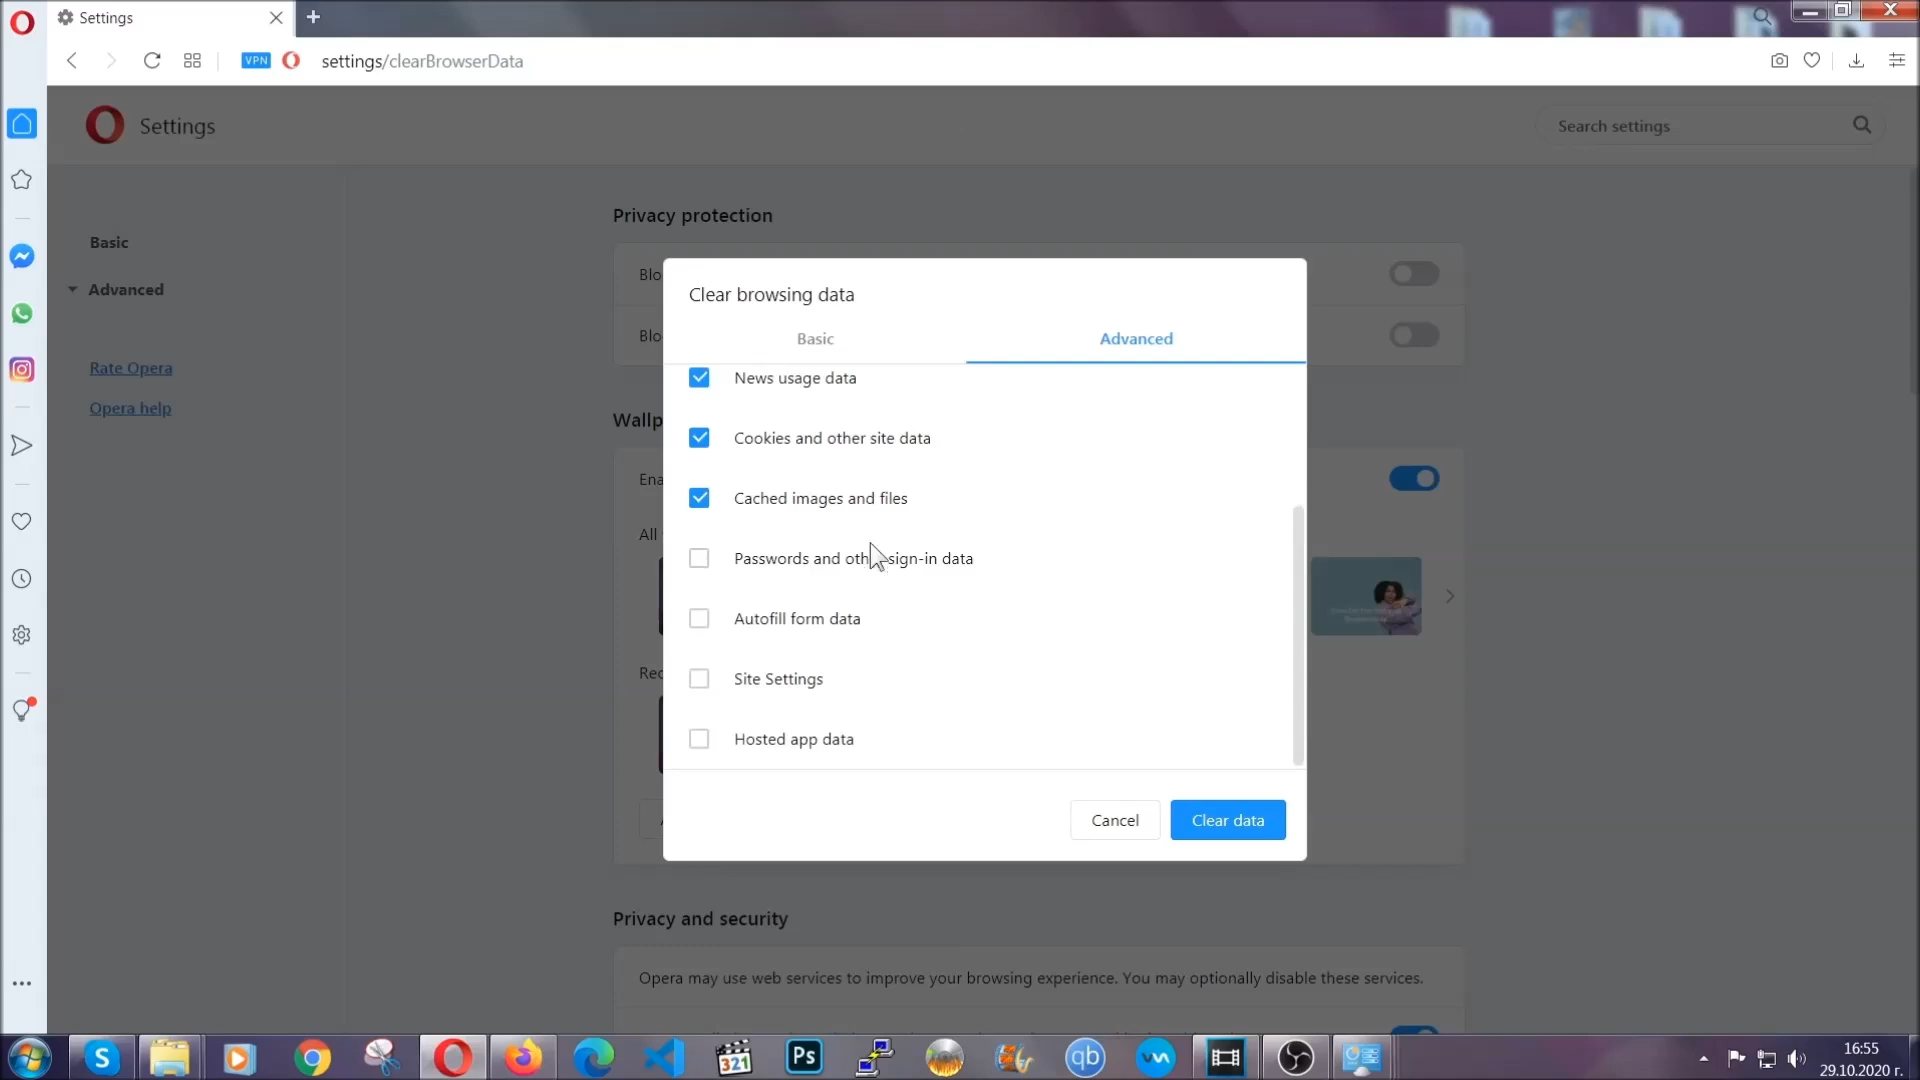 Settings
VPN
settings/clearBrowserData
Settings
Search settings
Basic
Advanced
Rate Opera
Opera help
Privacy protection
Blo
Blo
Wallp
Ena
All
Rec
Clear browsing data
Basic
Advanced
News usage data
Cookies and other site data
Cached images and files
Passwords and oth sign-in data
Autofill form data
Site Settings
Hosted app data
Cancel
Clear data
Privacy and security
Opera may use web services to improve your browsing experience. You may optionally disable these services.
S
321
Ps
qb
16:55
29.10.2020 г.